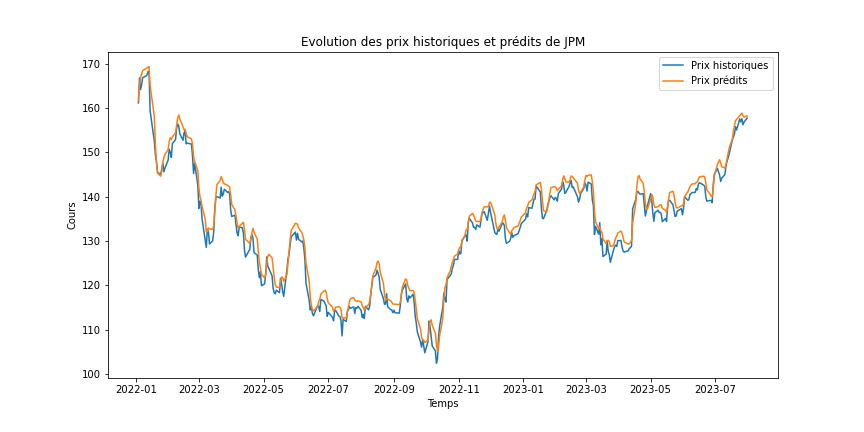 Evolution des prix historiques et prédits de JPM
Prix historiques
Prix prédits
Cours
170
160
150
140
130
120
110
100
2022-01 2022-03 2022-05 2022-07 2022-09 2022-11 2023-01 2023-03 2023-05 2023-07
Temps